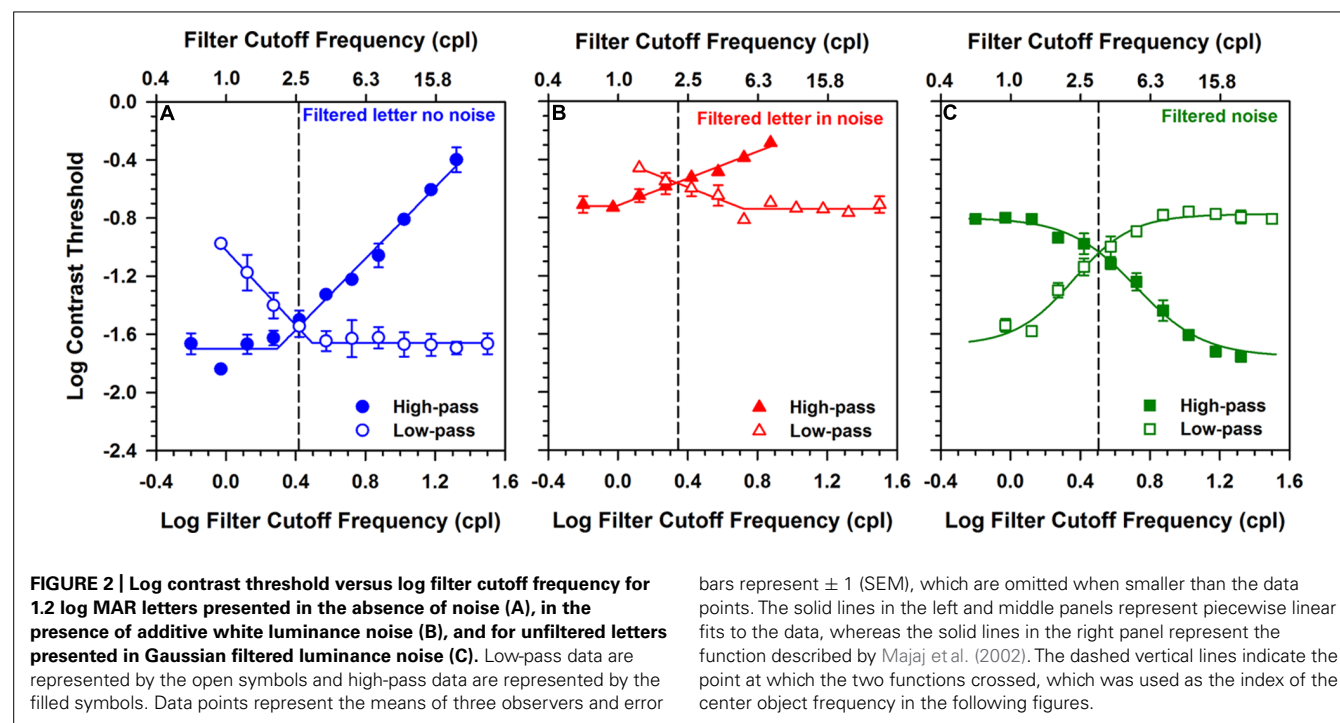 Filter Cutoff Frequency (cpl)
Filter Cutoff Frequency (cpl)
Filter Cutoff Frequency (cpl)
0.4 1.0 2.5 6.3 15.8
0.4 1.0 2.5 6.3 15.8
0.4 1.0 2.5 6.3 15.8
A
Filtered letter no noise
B
Filtered letter in noise
C
Filtered noise
Log Contrast Threshold
0.0
-0.4
-0.8
-1.2
-1.6
-2.0
-2.4
High-pass
Low-pass
High-pass
Low-pass
High-pass
Low-pass
-0.4 0.0 0.4 0.8 1.2 1.6
-0.4 0.0 0.4 0.8 1.2 1.6
-0.4 0.0 0.4 0.8 1.2 1.6
Log Filter Cutoff Frequency (cpl)
Log Filter Cutoff Frequency (cpl)
Log Filter Cutoff Frequency (cpl)
FIGURE 2 | Log contrast threshold versus log filter cutoff frequency for
1.2 log MAR letters presented in the absence of noise (A), in the
presence of additive white luminance noise (B), and for unfiltered letters
presented in Gaussian filtered luminance noise (C). Low-pass data are
represented by the open symbols and high-pass data are represented by the
filled symbols. Data points represent the means of three observers and error
bars represent ± 1 (SEM), which are omitted when smaller than the data
points. The solid lines in the left and middle panels represent piecewise linear
fits to the data, whereas the solid lines in the right panel represent the
function described by Majaj et al. (2002). The dashed vertical lines indicate the
point at which the two functions crossed, which was used as the index of the
center object frequency in the following figures.